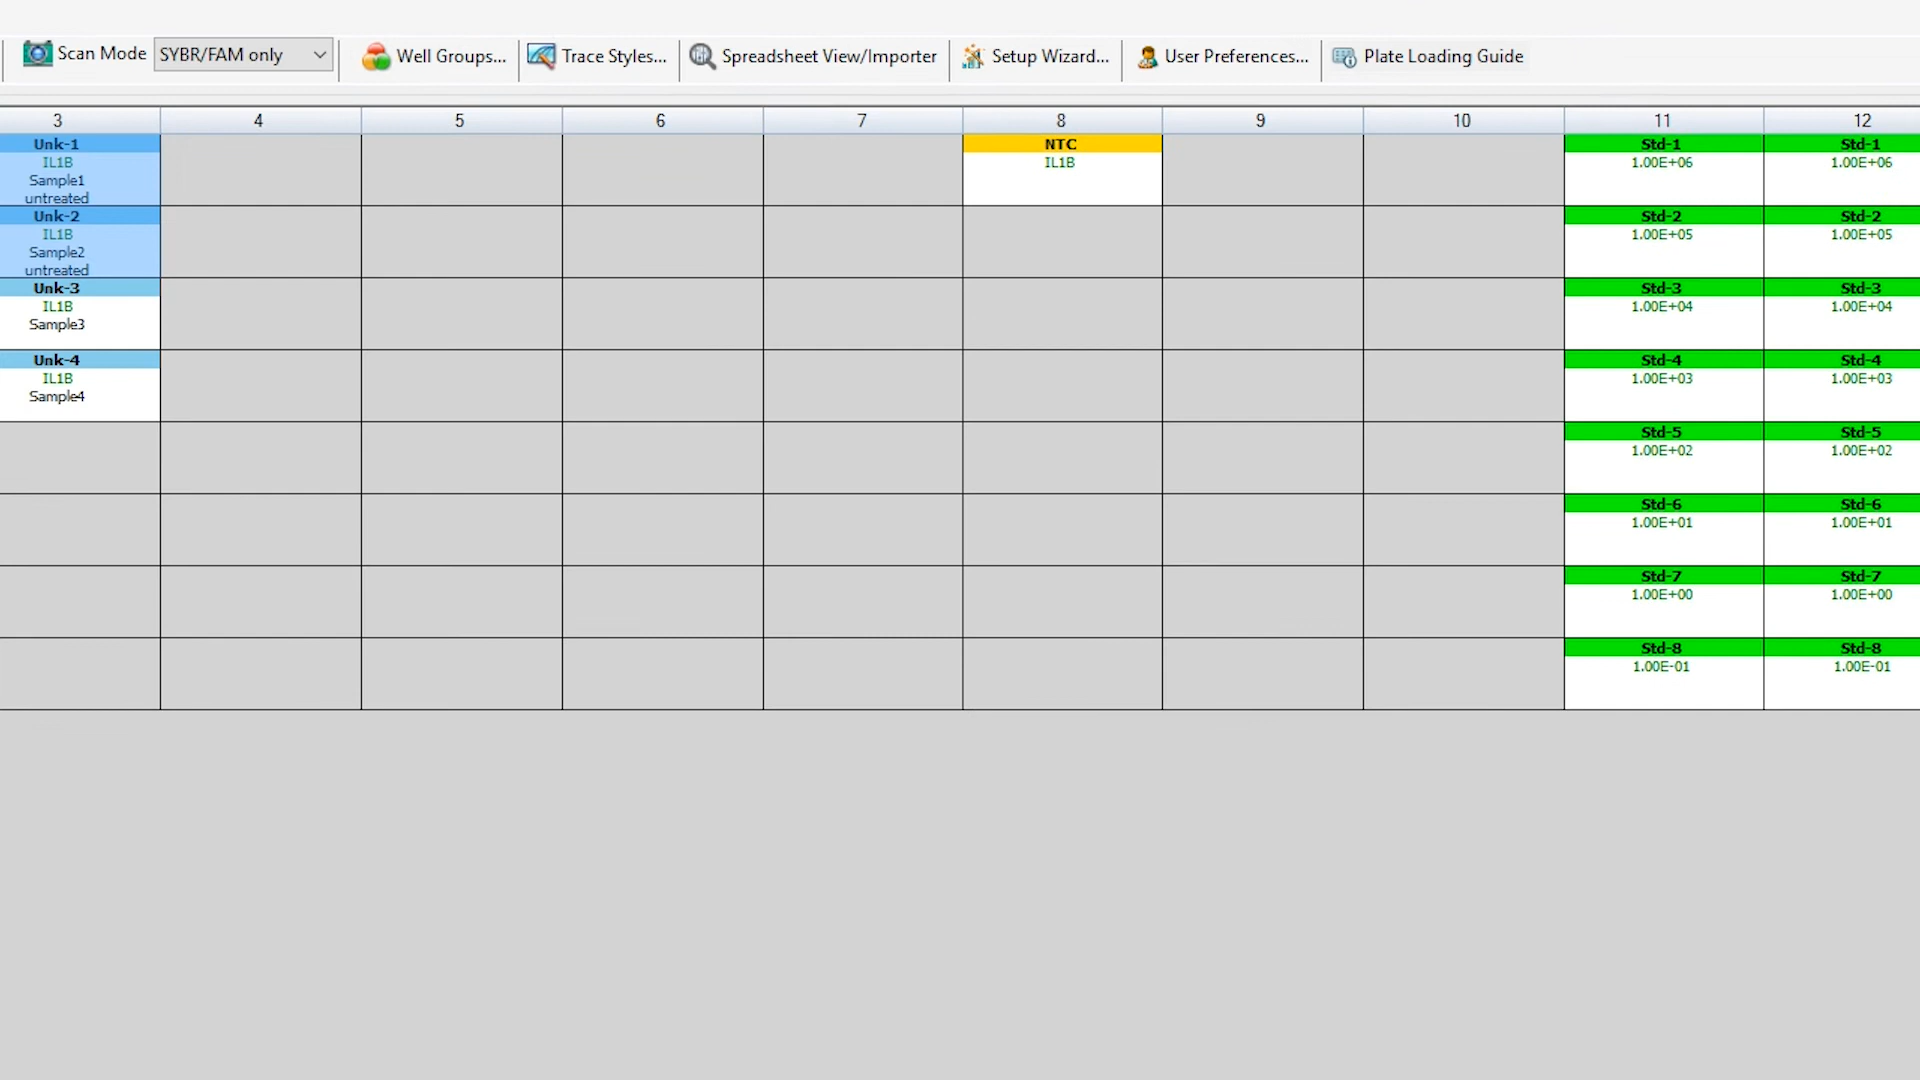 Scan Mode SYBR/FAM only Well Groups... Trace Styles... Spreadsheet View/Importer Setup Wizard... User Preferences... Plate Loading Guide
3 4 5 6 7 8 9 10 11 12
Unk-1 NTC Std-1 Std-1
IL1B IL1B 1.00E+06 1.00E+06
Sample1
untreated
Unk-2 Std-2 Std-2
IL1B 1.00E+05 1.00E+05
Sample2
untreated
Unk-3 Std-3 Std-3
IL1B 1.00E+04 1.00E+04
Sample3
Unk-4 Std-4 Std-4
IL1B 1.00E+03 1.00E+03
Sample4
Std-5 Std-5
1.00E+02 1.00E+02
Std-6 Std-6
1.00E+01 1.00E+01
Std-7 Std-7
1.00E+00 1.00E+00
Std-8 Std-8
1.00E-01 1.00E-01